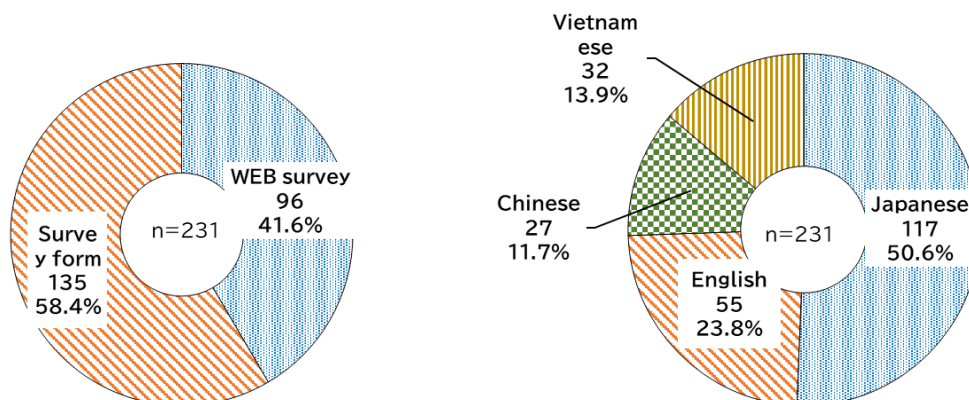 WEB survey
96
41.6%
Surve
y form
135
58.4%
n=231
Vietnam
ese
32
13.9%
Chinese
27
11.7%
English
55
23.8%
Japanese
117
50.6%
n=231